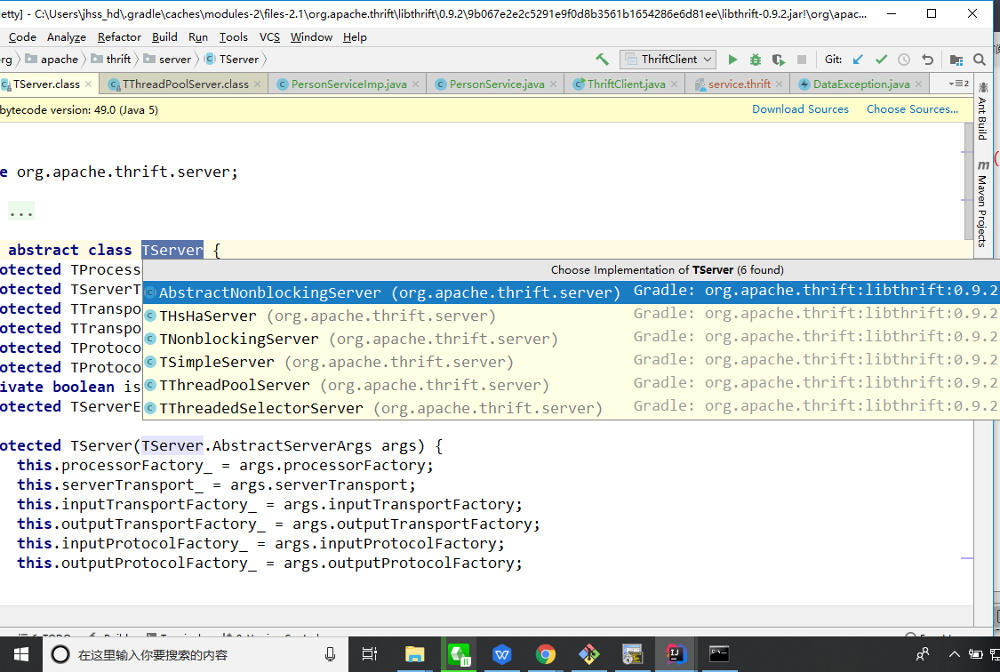 etty] - C:\Users\jhss_hd\.gradle\caches\modules-2\files-2.1\org.apache.thrift\libthrift\0.9.2\9b067e2e2c5291e9f0d8b3561b1654286e6d81ee\libthrift-0.9.2.jar!\org\apac...
Code Analyze Refactor Build Run Tools VCS Window Help
rg apache thrift server TServer ThriftClient Git:
TServer.class TThreadPoolServer.class PersonServiceImp.java PersonService.java ThriftClient.java service.thrift DataException.java 2
bytecode version: 49.0 (Java 5) Download Sources Choose Sources...
Ant Build
Maven Projects
e org.apache.thrift.server;
...
abstract class TServer {
otected TProcess
otected TServerT
otected TTranspo
otected TTranspo
otected TProtoco
otected TProtoco
ivate boolean is
otected TServerE
Choose Implementation of TServer (6 found)
AbstractNonblockingServer (org.apache.thrift.server) Gradle: org.apache.thrift:libthrift:0.9.2
THsHaServer (org.apache.thrift.server) Gradle: org.apache.thrift:libthrift:0.9.2
TNonblockingServer (org.apache.thrift.server) Gradle: org.apache.thrift:libthrift:0.9.2
TSimpleServer (org.apache.thrift.server) Gradle: org.apache.thrift:libthrift:0.9.2
TThreadPoolServer (org.apache.thrift.server) Gradle: org.apache.thrift:libthrift:0.9.2
TThreadedSelectorServer (org.apache.thrift.server) Gradle: org.apache.thrift:libthrift:0.9.2
otected TServer(TServer.AbstractServerArgs args) {
this.processorFactory_ = args.processorFactory;
this.serverTransport_ = args.serverTransport;
this.inputTransportFactory_ = args.inputTransportFactory;
this.outputTransportFactory_ = args.outputTransportFactory;
this.inputProtocolFactory_ = args.inputProtocolFactory;
this.outputProtocolFactory_ = args.outputProtocolFactory;
在这里输入你要搜索的内容